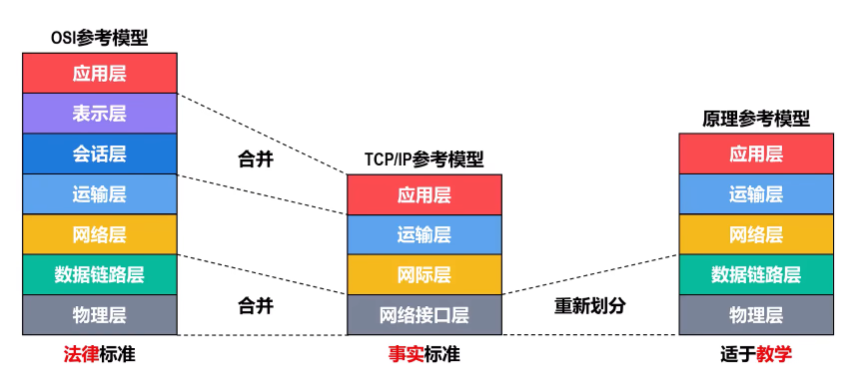 OSI参考模型
应用层
表示层
会话层
运输层
网络层
数据链路层
物理层
法律标准
合并
合并
TCP/IP参考模型
应用层
运输层
网际层
网络接口层
事实标准
重新划分
原理参考模型
应用层
运输层
网络层
数据链路层
物理层
适于教学